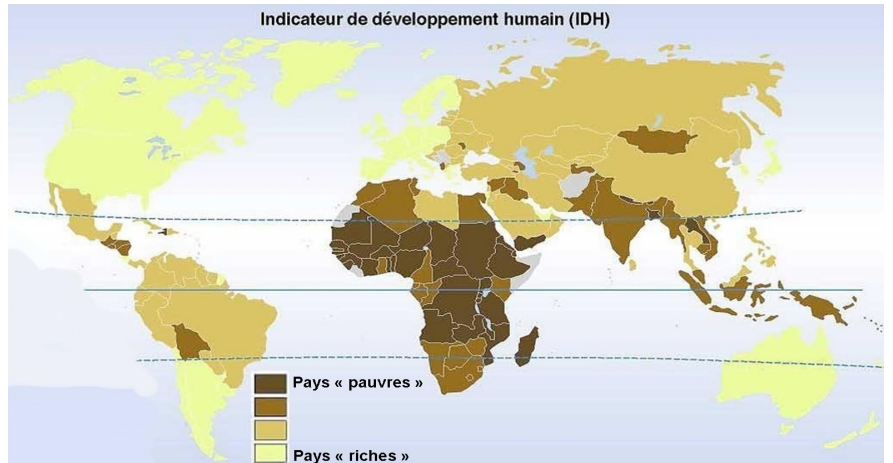 Indicateur de développement humain (IDH)
Pays « pauvres »
Pays « riches »